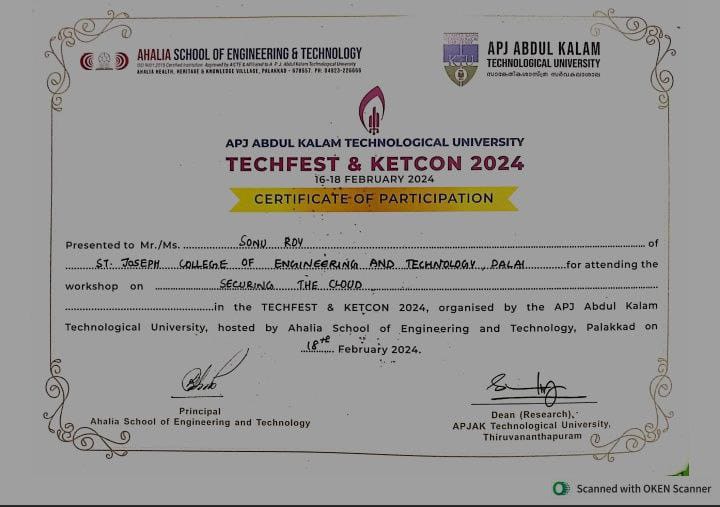 AHALIA SCHOOL OF ENGINEERING & TECHNOLOGY
ISO 9001:2015 Certified Institution Approved by AICTE & Affiliated to A P J Abdul Kalam Technological University
AHALIA HEALTH, HERITAGE & KNOWLEDGE VILLAGE, PALAKKAD - 678557. PH: 04923-226666
KTU
APJ ABDUL KALAM
TECHNOLOGICAL UNIVERSITY
സാങ്കേതികശാസ്ത്ര സർവകലാശാല
APJ ABDUL KALAM TECHNOLOGICAL UNIVERSITY
TECHFEST & KETCON 2024
16-18 FEBRUARY 2024
CERTIFICATE OF PARTICIPATION
Presented to Mr./Ms. SONU ROY of
ST. JOSEPH COLLEGE OF ENGINEERING AND TECHNOLOGY, PALAI for attending the
workshop on SECURING THE CLOUD
in the TECHFEST & KETCON 2024, organised by the APJ Abdul Kalam
Technological University, hosted by Ahalia School of Engineering and Technology, Palakkad on
18th February 2024.
Principal
Ahalia School of Engineering and Technology
Dean (Research),
APJAK Technological University,
Thiruvananthapuram
Scanned with OKEN Scanner